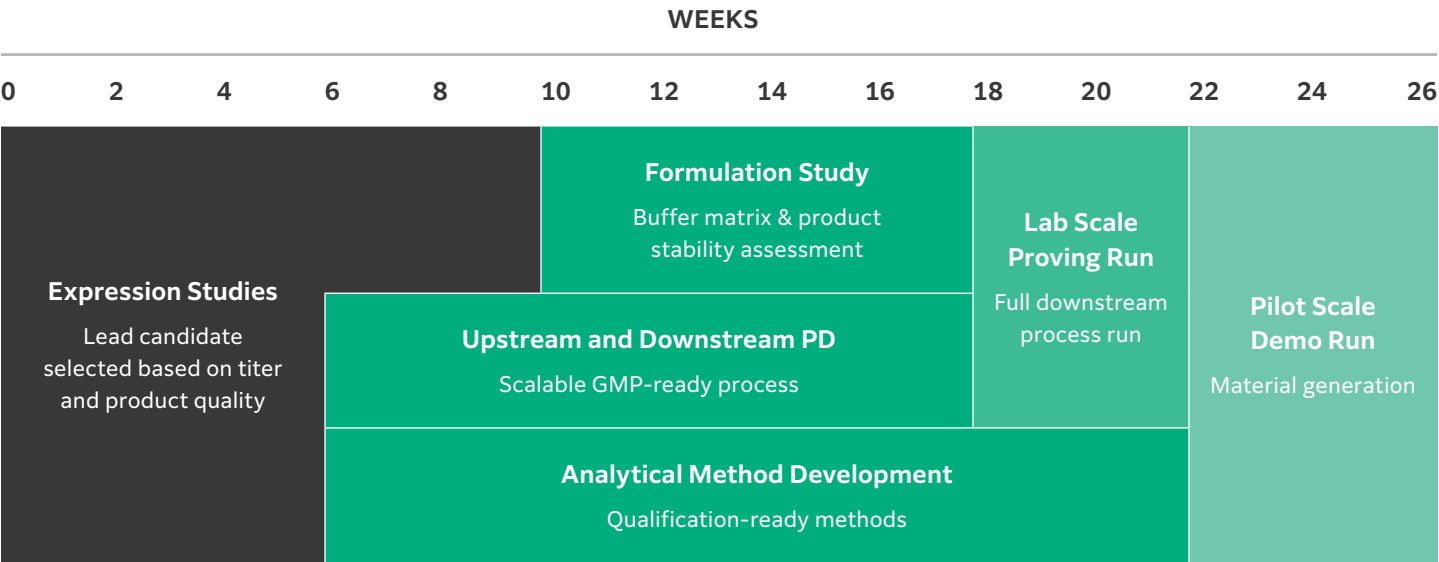 WEEKS
0 2 4 6 8 10 12 14 16 18 20 22 24 26
Expression Studies
Lead candidate
selected based on titer
and product quality
Formulation Study
Buffer matrix & product
stability assessment
Upstream and Downstream PD
Scalable GMP-ready process
Analytical Method Development
Qualification-ready methods
Lab Scale
Proving Run
Full downstream
process run
Pilot Scale
Demo Run
Material generation